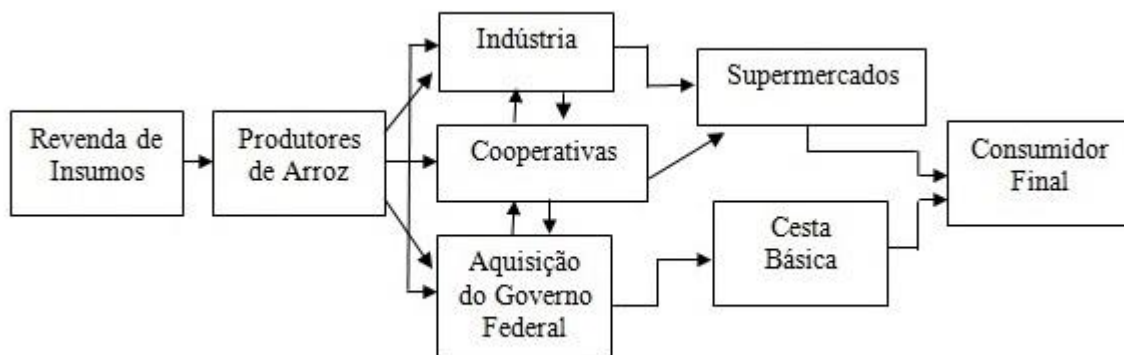 Revenda de
Insumos
Produtores
de Arroz
Indústria
Cooperativas
Aquisição
do Governo
Federal
Supermercados
Cesta
Básica
Consumidor
Final